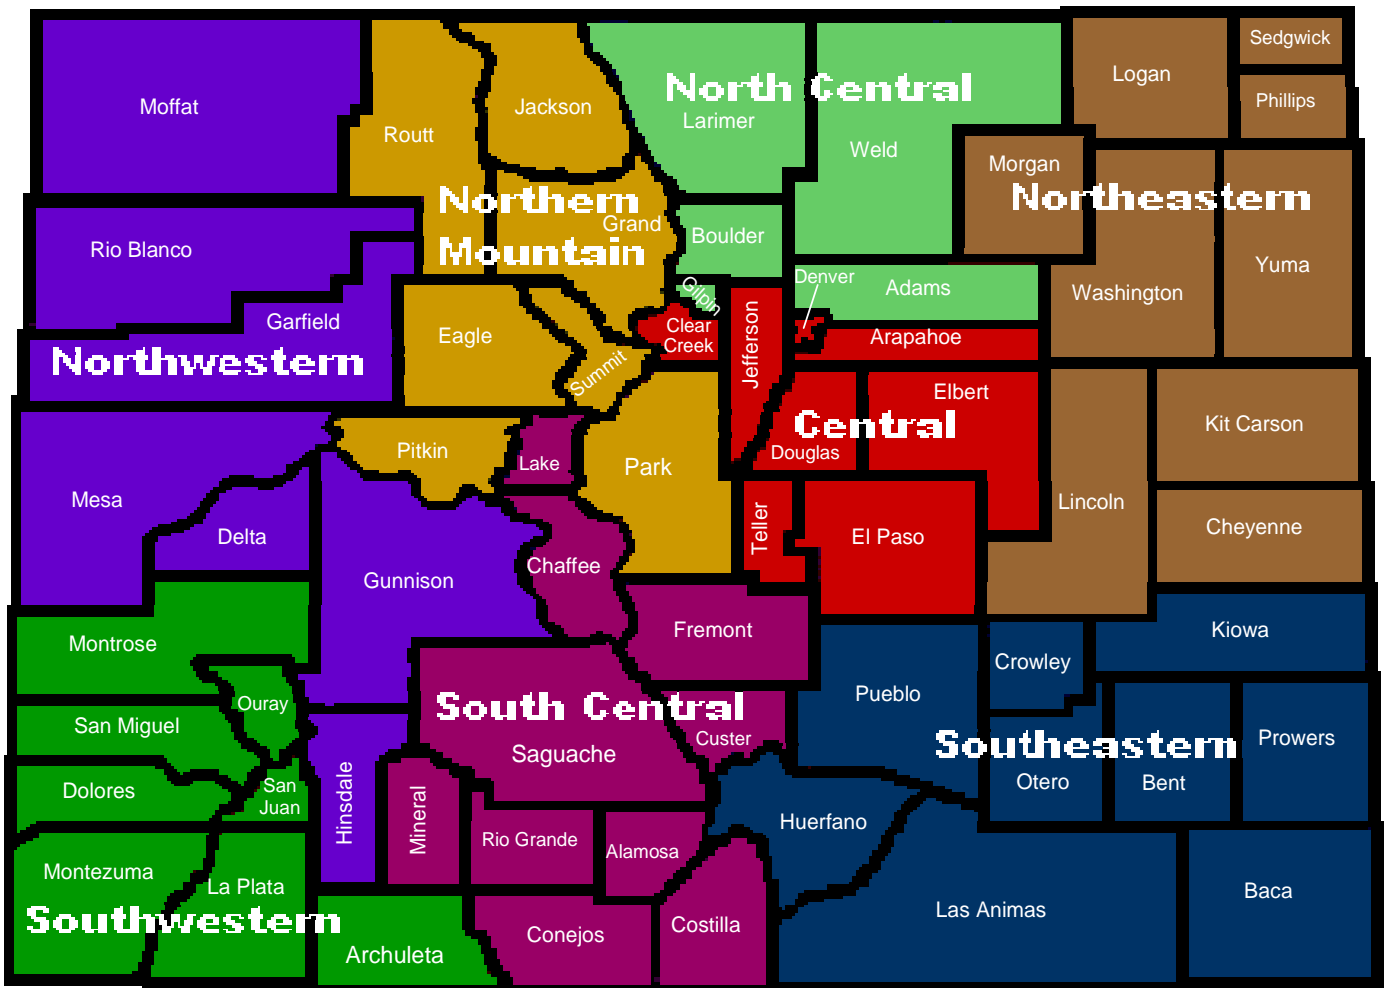 Moffat
Routt
Jackson
North Central
Larimer
Weld
Logan
Sedgwick
Phillips
Morgan
Northeastern
Northern
Mountain
Grand
Rio Blanco
Boulder
Gilpin
Denver
Adams
Washington
Yuma
Garfield
Northwestern
Eagle
Summit
Clear
Creek
Jefferson
Arapahoe
Elbert
Central
Douglas
Kit Carson
Pitkin
Lake
Park
Mesa
Delta
Gunnison
Chaffee
Teller
El Paso
Lincoln
Cheyenne
Montrose
Ouray
San Miguel
Fremont
Crowley
Kiowa
Pueblo
South Central
Custer
Saguache
Southeastern
Otero
Bent
Prowers
Dolores
San
Juan
Hinsdale
Mineral
Rio Grande
Alamosa
Huerfano
Montezuma
La Plata
Southwestern
Archuleta
Conejos
Costilla
Las Animas
Baca